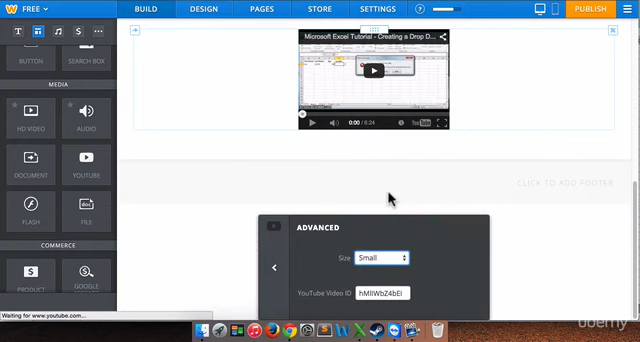 FREE
BUILD
DESIGN
PAGES
STORE
SETTINGS
?
PUBLISH
BUTTON
SEARCH BOX
MEDIA
HD VIDEO
AUDIO
DOCUMENT
YOUTUBE
FLASH
FILE
COMMERCE
PRODUCT
GOOGLE
Microsoft Excel Tutorial - Creating a Drop D...
0:00 / 6:24
YouTube
CLICK TO ADD FOOTER
ADVANCED
Size
Small
YouTube Video ID
Waiting for www.youtube.com...
udemy